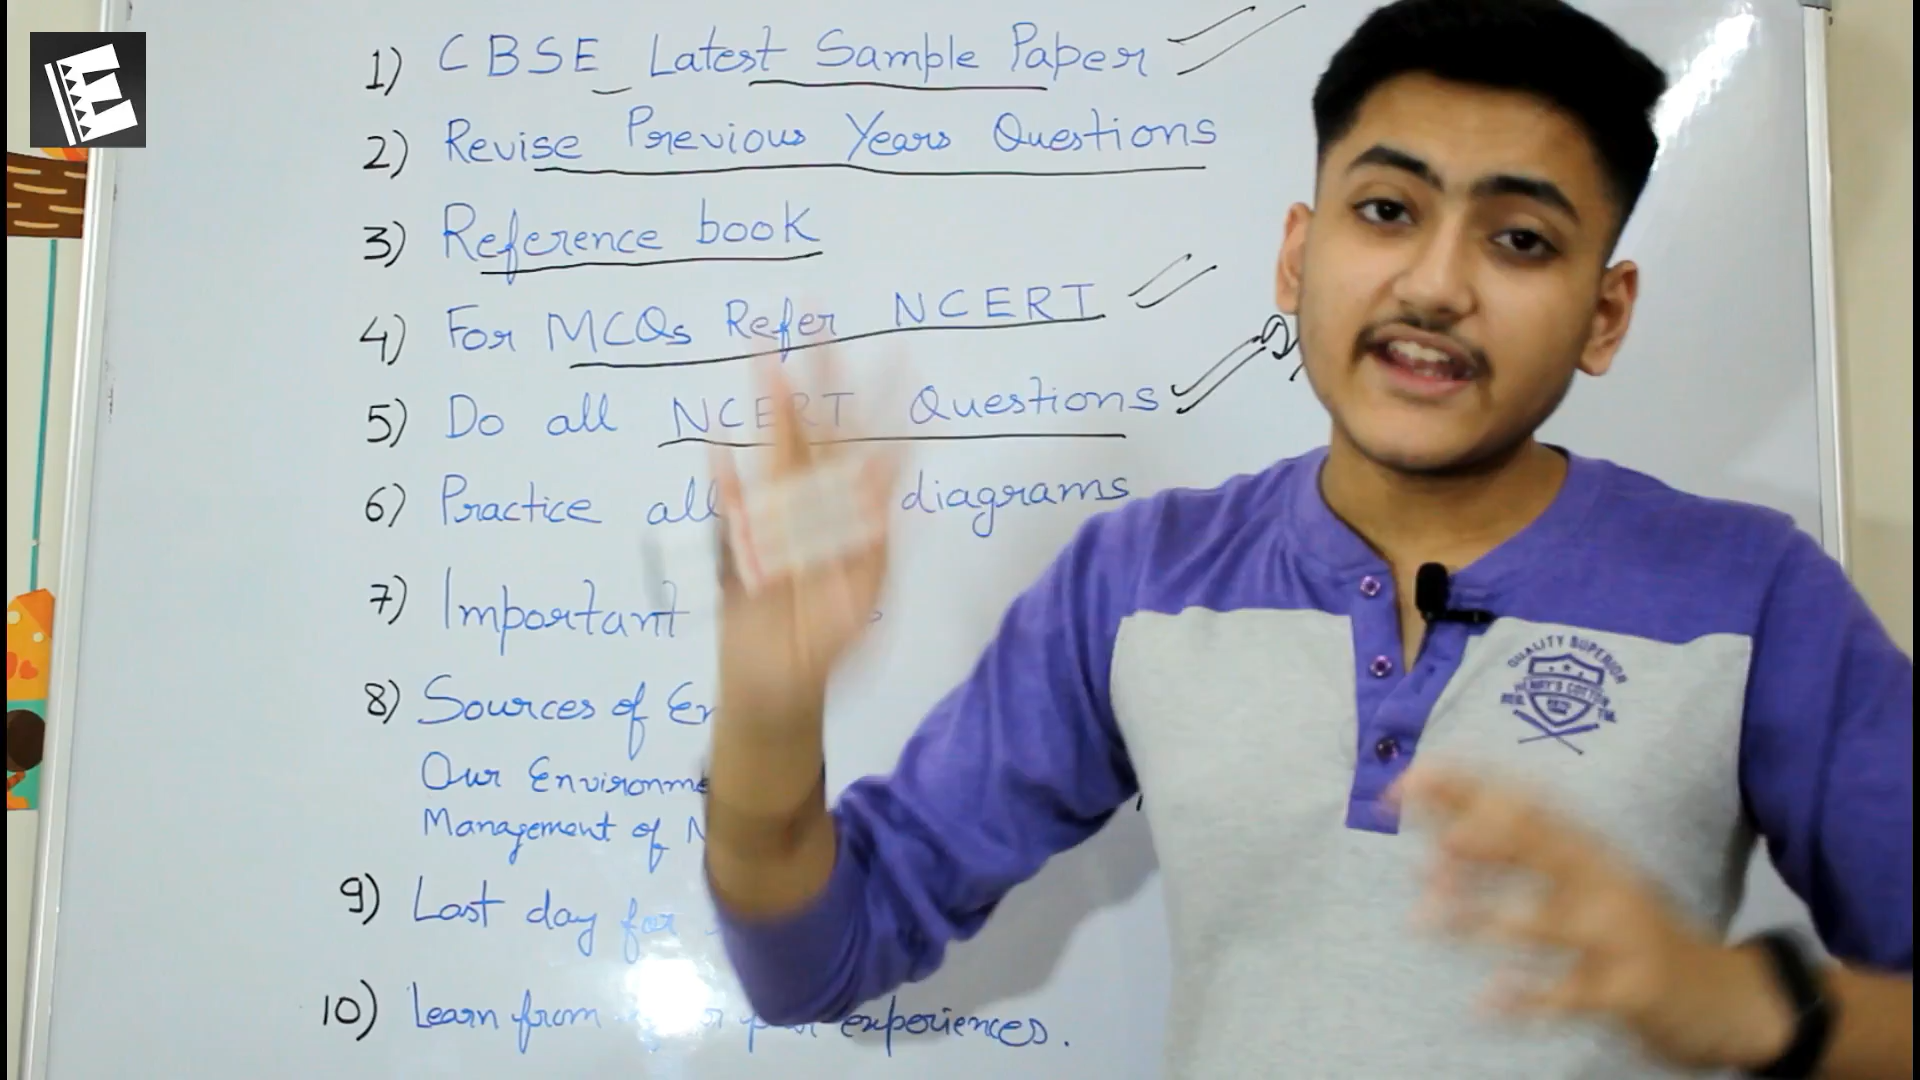 1) CBSE Latest Sample Paper
2) Revise Previous Years Questions
3) Reference book
4) For MCQs Refer NCERT
5) Do all NCERT Questions
6) Practice all diagrams
7) Important
8) Sources of
Our
Management of
9) Last day for
10) Learn from experiences.
QUALITY SUPERIOR